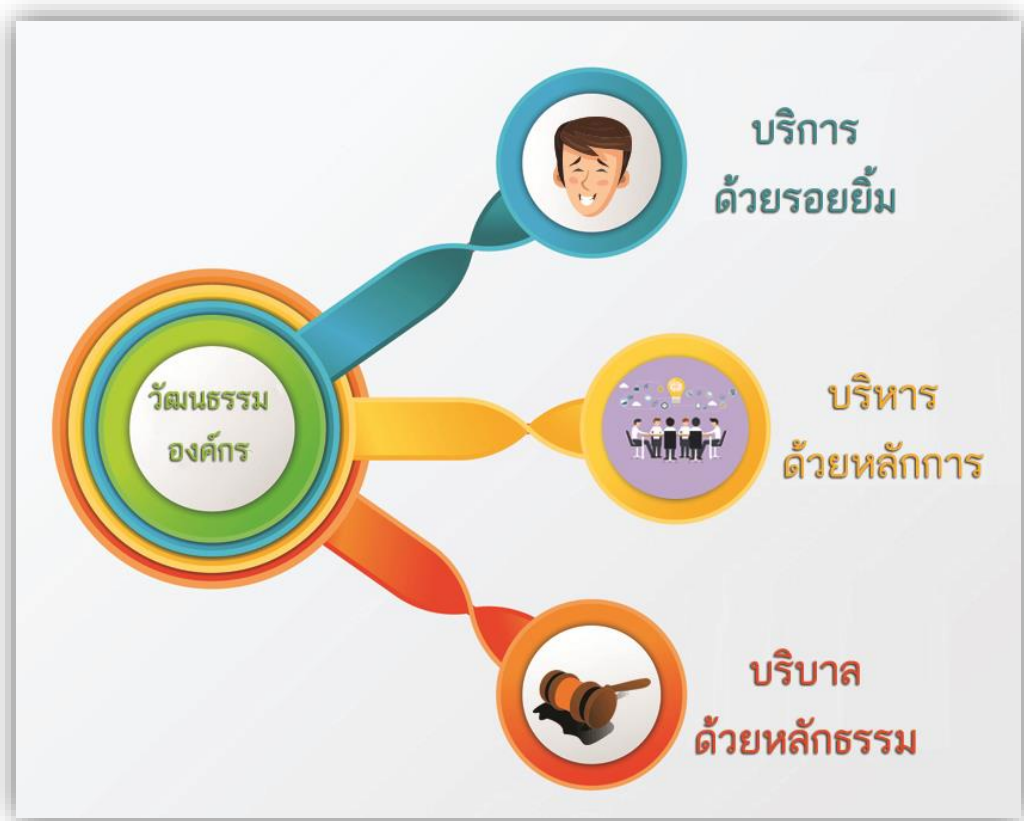 บริการ
ด้วยรอยยิ้ม
วัฒนธรรม
องค์กร
บริหาร
ด้วยหลักการ
บริบาล
ด้วยหลักธรรม